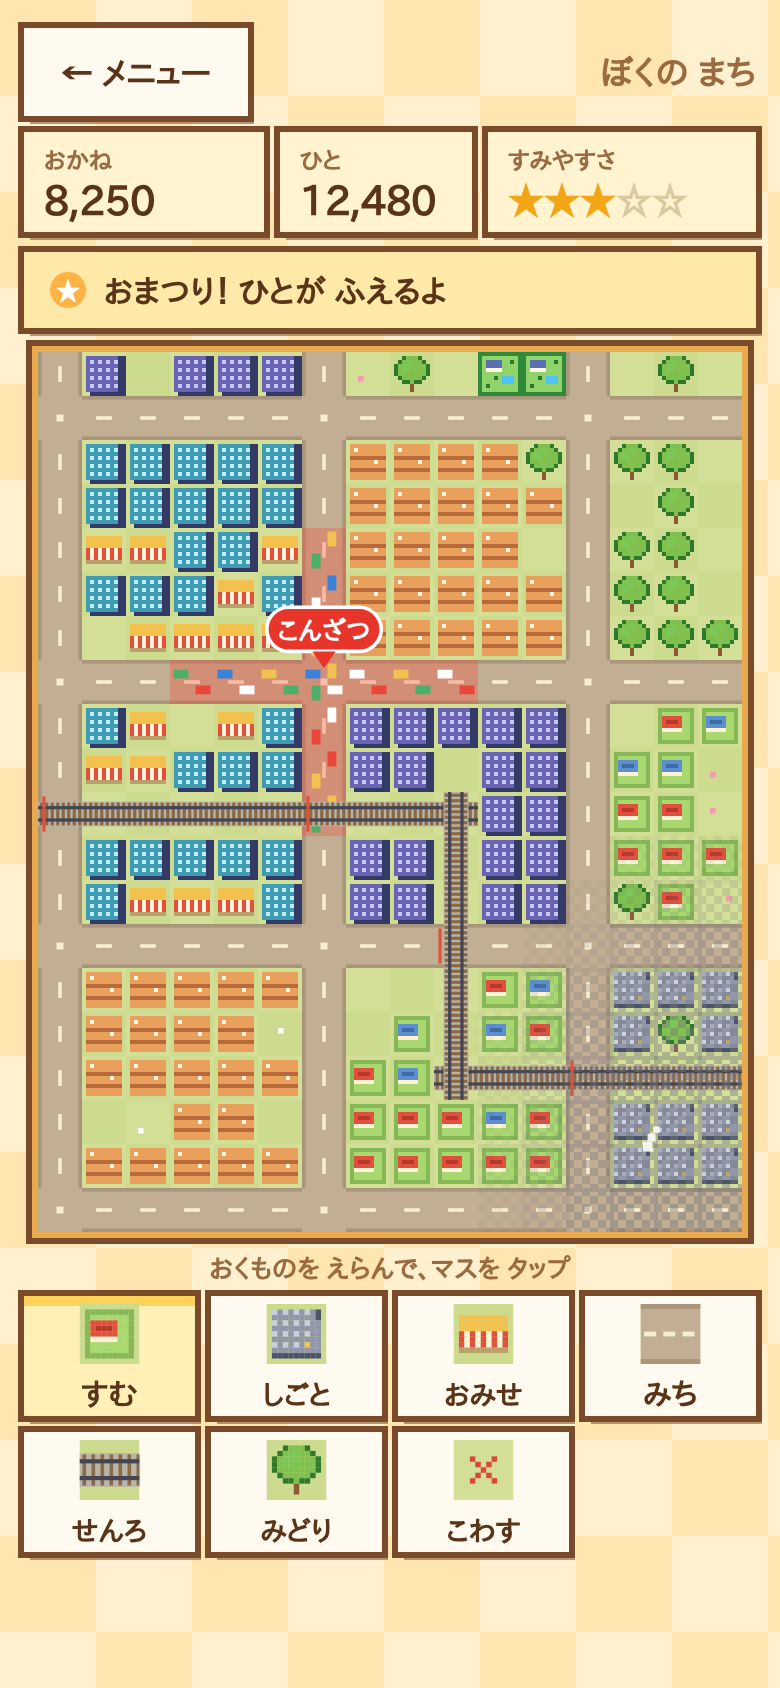 ← メニュー
ぼくの まち
おかね
8,250
ひと
12,480
すみやすさ
★★★☆☆
おまつり! ひとが ふえるよ
こんざつ
おくものを えらんで、マスを タップ
すむ
しごと
おみせ
みち
せんろ
みどり
こわす